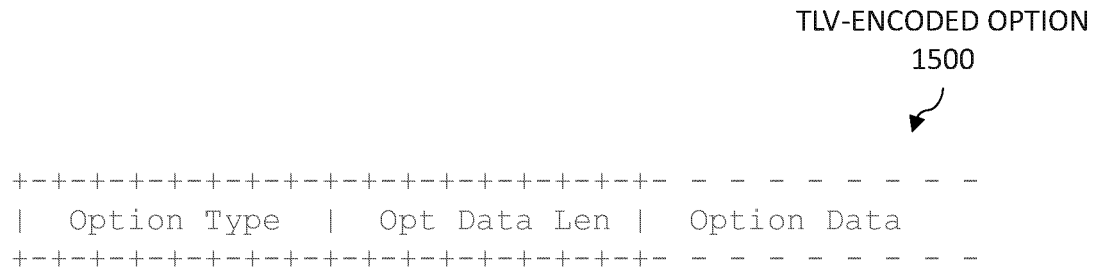 TLV-ENCODED OPTION
1500
+-+-+-+-+-+-+-+-+-+-+-+-+-+-+-+-+- - - - - - - - -
|  Option Type  |  Opt Data Len |  Option Data
+-+-+-+-+-+-+-+-+-+-+-+-+-+-+-+-+- - - - - - - - -